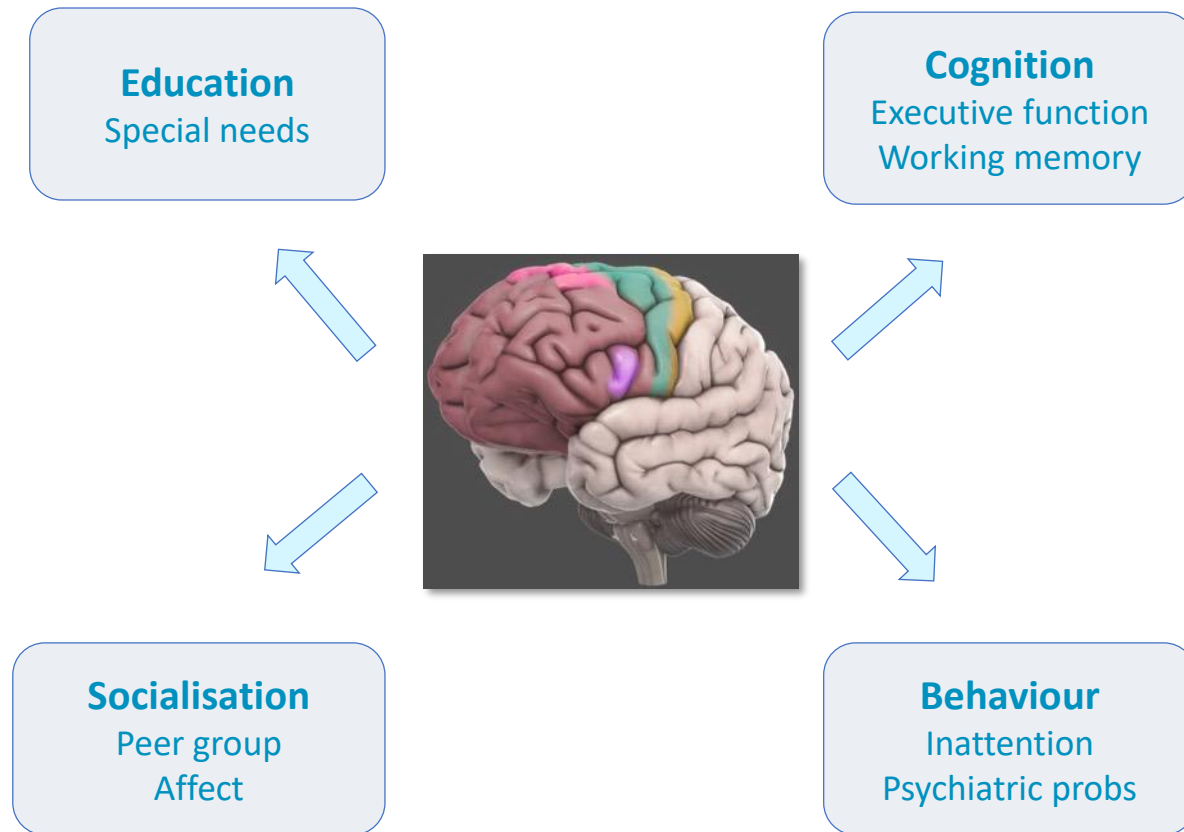 Education
Special needs
Cognition
Executive function
Working memory
Socialisation
Peer group
Affect
Behaviour
Inattention
Psychiatric probs